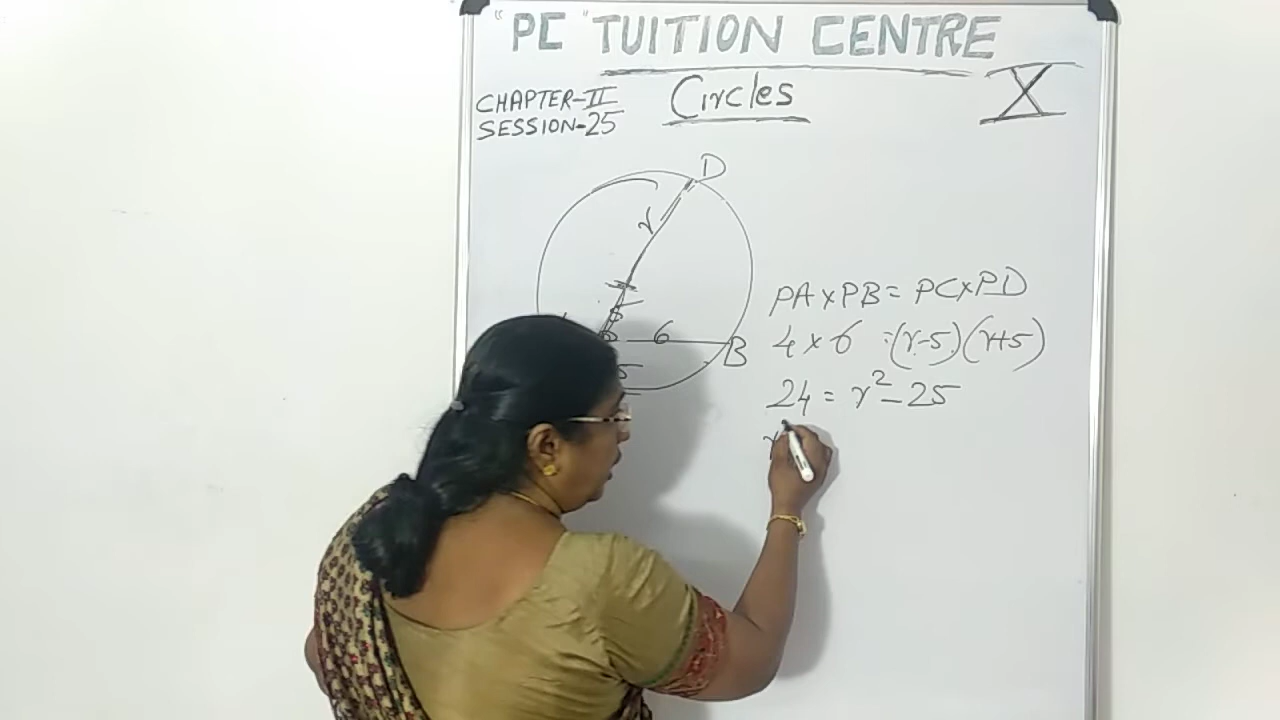 "PC" TUITION CENTRE
CHAPTER-II
SESSION-25
Circles
X
D
r
6
B
5
PA×PB = PC×PD
4 × 6 = (r-5)(r+5)
24 = r² - 25
r